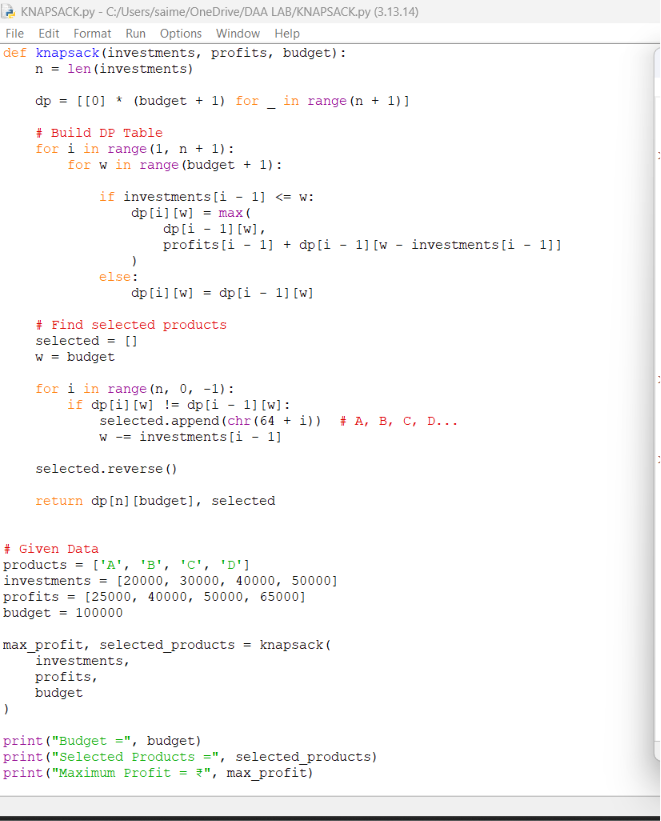 KNAPSACK.py - C:/Users/saime/OneDrive/DAA LAB/KNAPSACK.py (3.13.14)
File Edit Format Run Options Window Help
def knapsack(investments, profits, budget):
    n = len(investments)

    dp = [[0] * (budget + 1) for _ in range(n + 1)]

    # Build DP Table
    for i in range(1, n + 1):
        for w in range(budget + 1):

            if investments[i - 1] <= w:
                dp[i][w] = max(
                    dp[i - 1][w],
                    profits[i - 1] + dp[i - 1][w - investments[i - 1]]
                )
            else:
                dp[i][w] = dp[i - 1][w]

    # Find selected products
    selected = []
    w = budget

    for i in range(n, 0, -1):
        if dp[i][w] != dp[i - 1][w]:
            selected.append(chr(64 + i))  # A, B, C, D...
            w -= investments[i - 1]

    selected.reverse()

    return dp[n][budget], selected


# Given Data
products = ['A', 'B', 'C', 'D']
investments = [20000, 30000, 40000, 50000]
profits = [25000, 40000, 50000, 65000]
budget = 100000

max_profit, selected_products = knapsack(
    investments,
    profits,
    budget
)

print("Budget =", budget)
print("Selected Products =", selected_products)
print("Maximum Profit = ₹", max_profit)